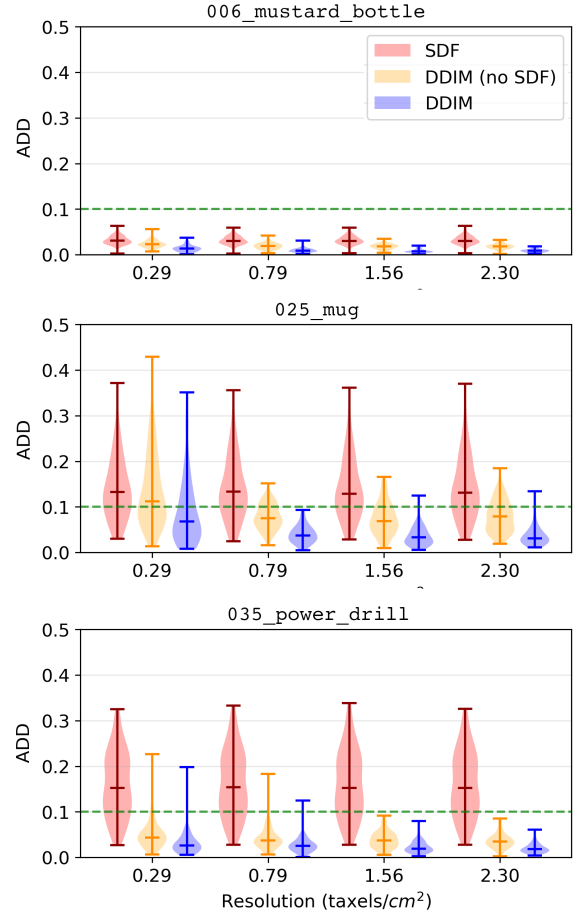 006_mustard_bottle
0.5
0.4
0.3
0.2
0.1
0.0
ADD
SDF
DDIM (no SDF)
DDIM
0.29 0.79 1.56 2.30
025_mug
0.5
0.4
0.3
0.2
0.1
0.0
ADD
0.29 0.79 1.56 2.30
035_power_drill
0.5
0.4
0.3
0.2
0.1
0.0
ADD
0.29 0.79 1.56 2.30
Resolution (taxels/cm²)